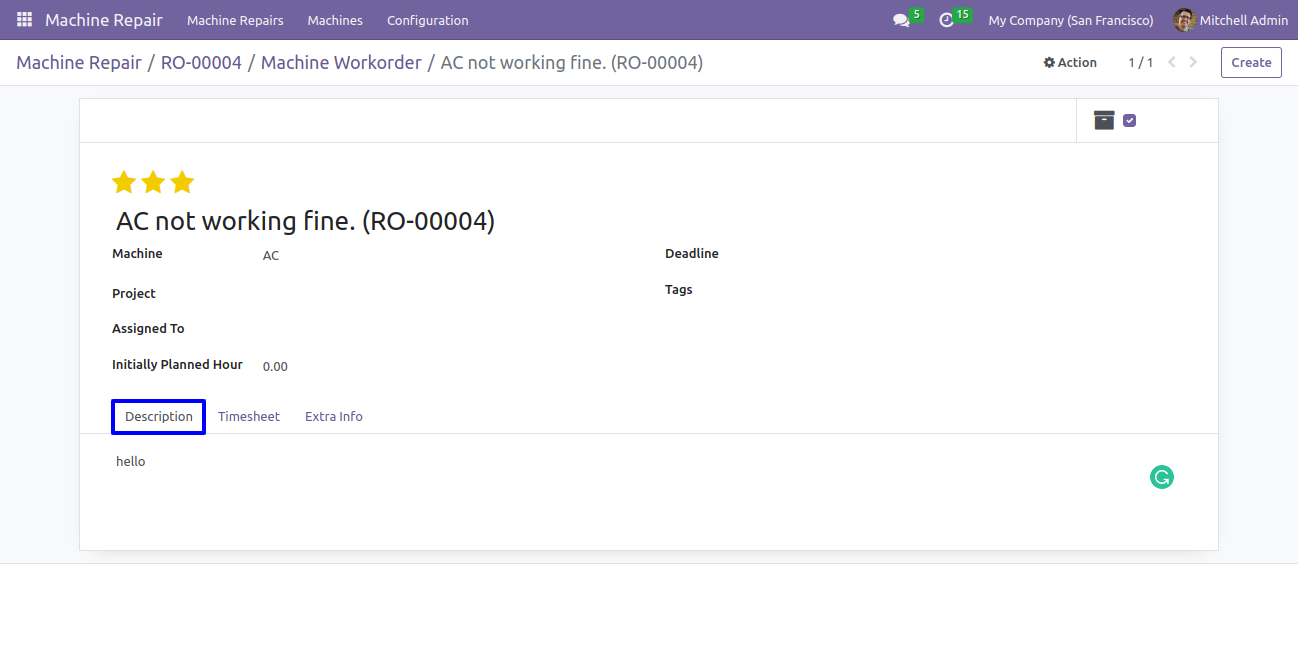 Machine Repair Machine Repairs Machines Configuration 5 15 My Company (San Francisco) Mitchell Admin
Machine Repair / RO-00004 / Machine Workorder / AC not working fine. (RO-00004) Action 1 / 1 Create
AC not working fine. (RO-00004)
Machine AC Deadline
Project Tags
Assigned To
Initially Planned Hour 0.00
Description Timesheet Extra Info
hello